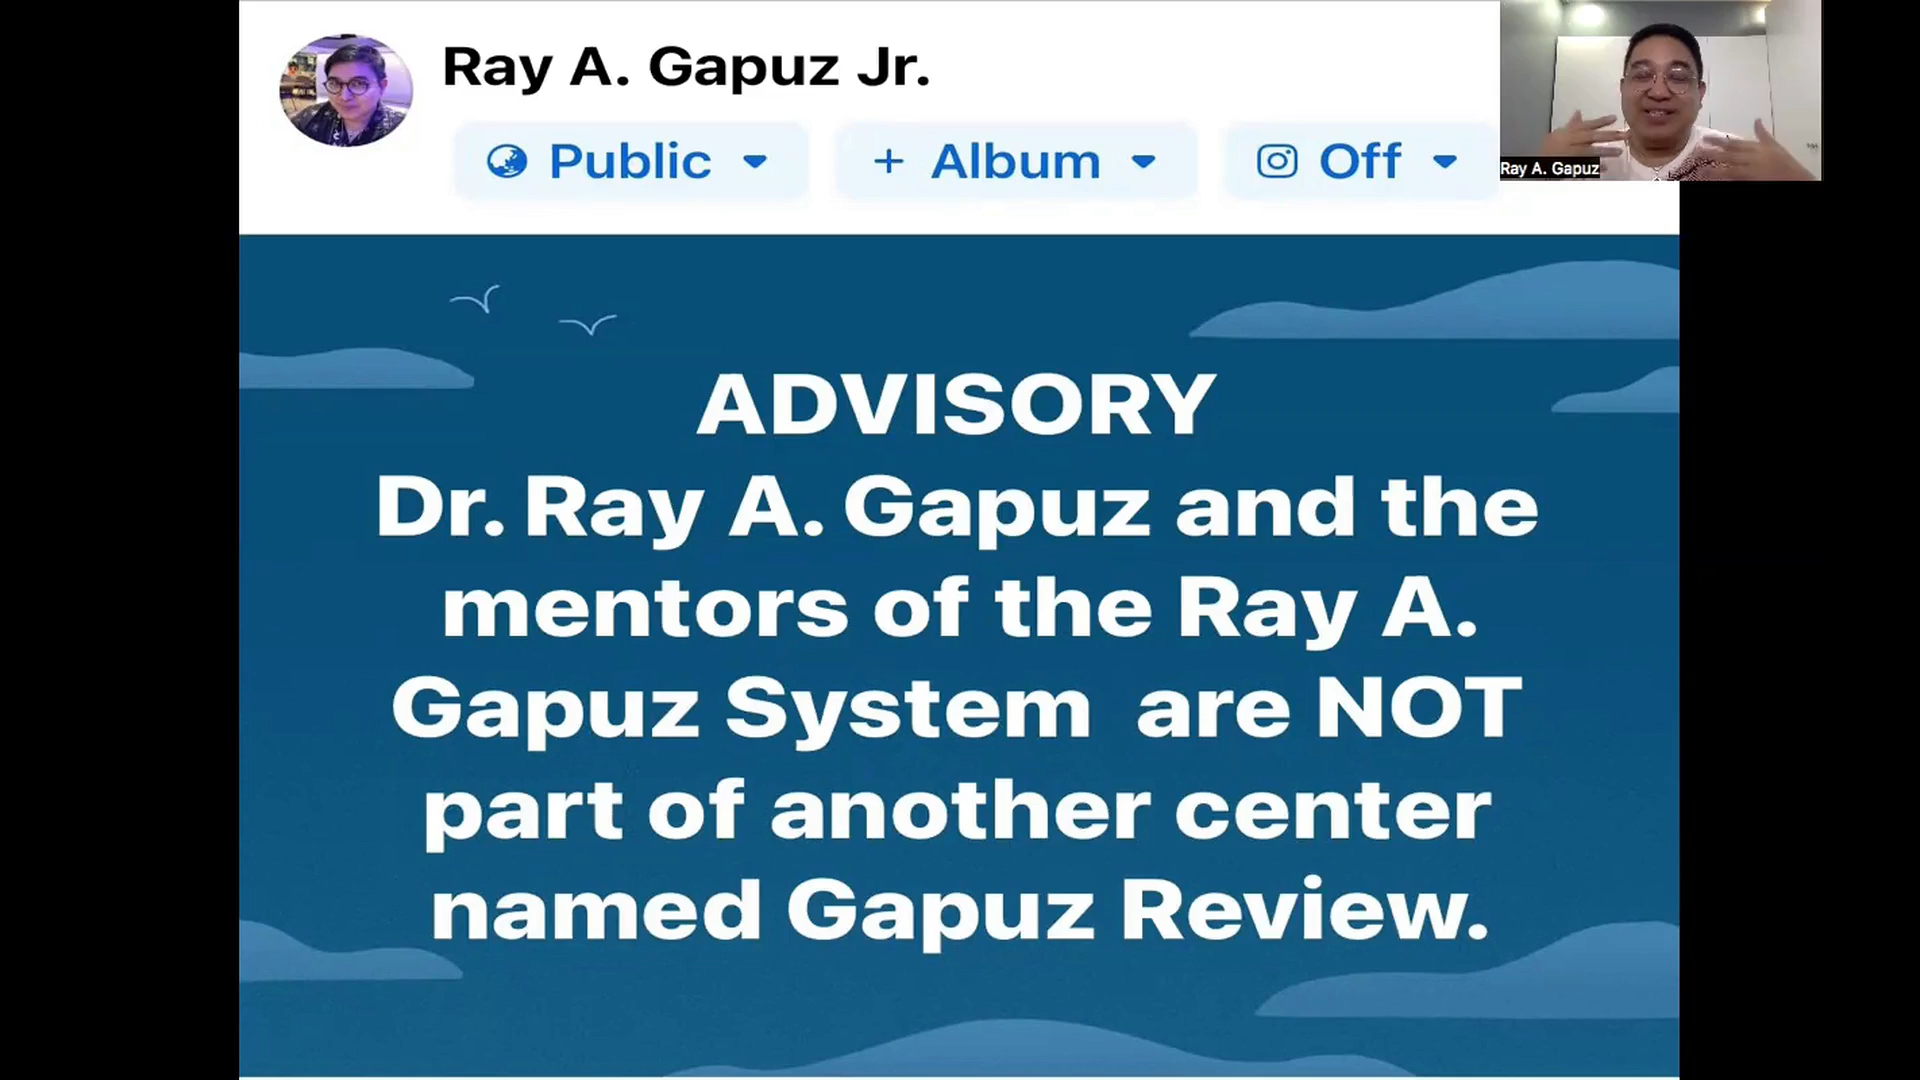 Ray A. Gapuz Jr.
Public
+ Album
Off
Ray A. Gapuz
ADVISORY
Dr. Ray A. Gapuz and the
mentors of the Ray A.
Gapuz System are NOT
part of another center
named Gapuz Review.